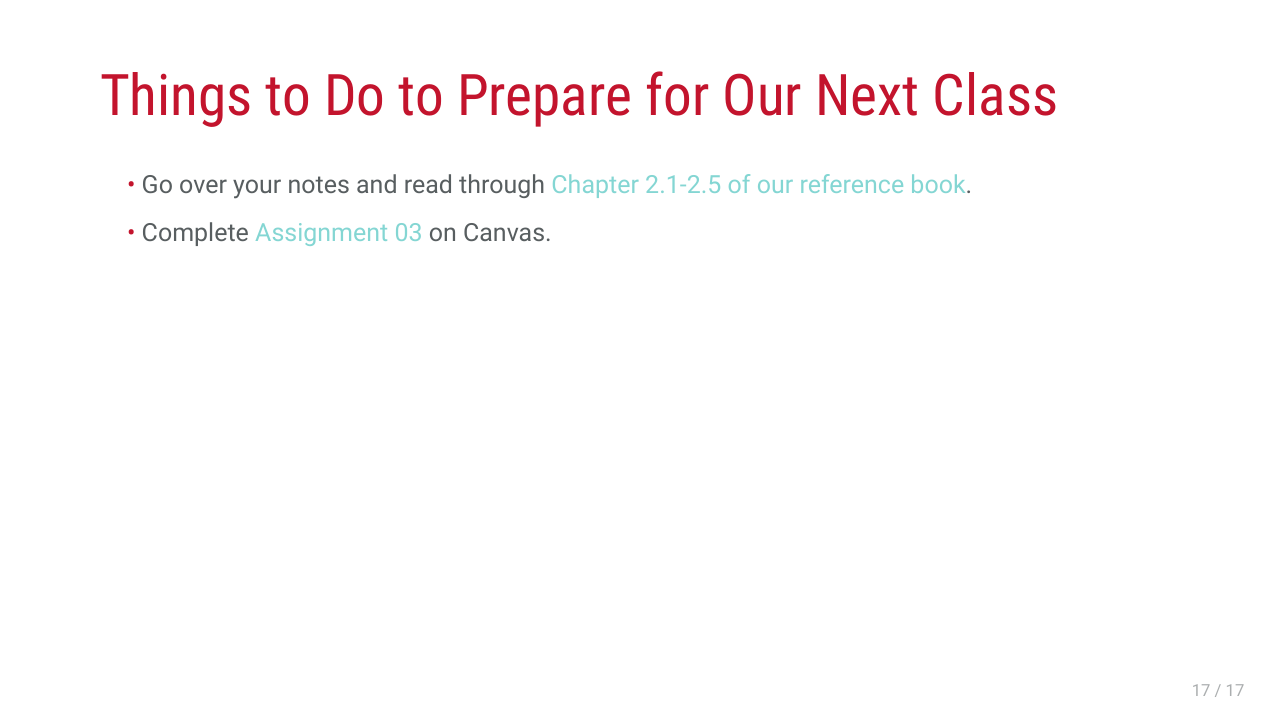 Things to Do to Prepare for Our Next Class
• Go over your notes and read through Chapter 2.1-2.5 of our reference book.
• Complete Assignment 03 on Canvas.
17 / 17